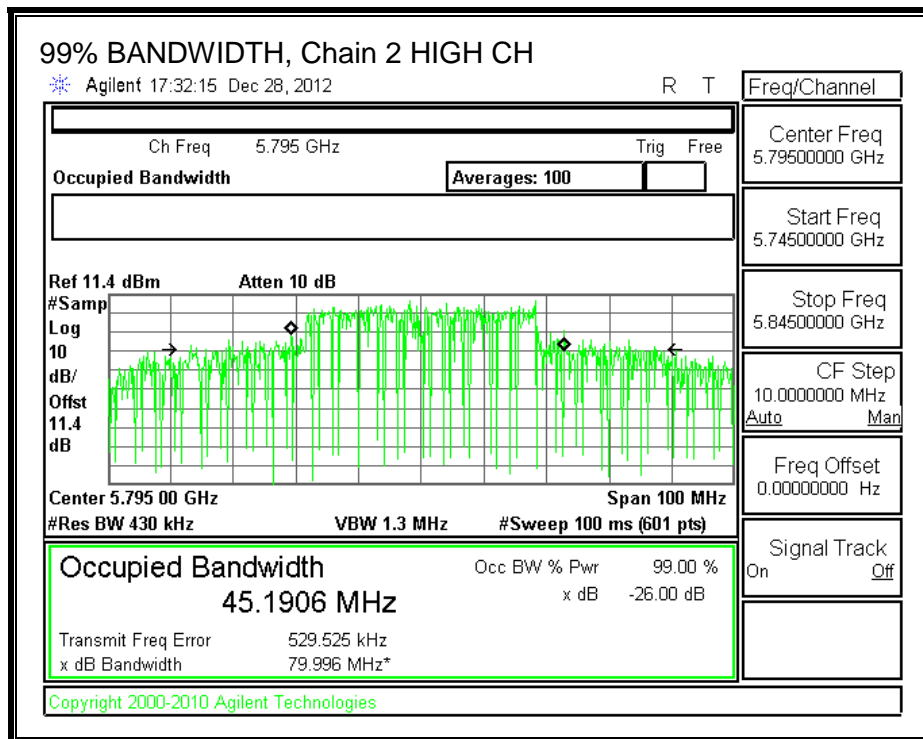 99% BANDWIDTH, Chain 2 HIGH CH
Agilent 17:32:15 Dec 28, 2012 R T
Ch Freq 5.795 GHz Trig Free
Occupied Bandwidth Averages: 100
Ref 11.4 dBm Atten 10 dB
#Samp
Log
10
dB/
Offst
11.4
dB
Center 5.795 00 GHz Span 100 MHz
#Res BW 430 kHz VBW 1.3 MHz #Sweep 100 ms (601 pts)
Occupied Bandwidth Occ BW % Pwr 99.00 %
45.1906 MHz x dB -26.00 dB
Transmit Freq Error 529.525 kHz
x dB Bandwidth 79.996 MHz*
Copyright 2000-2010 Agilent Technologies
Freq/Channel
Center Freq
5.79500000 GHz
Start Freq
5.74500000 GHz
Stop Freq
5.84500000 GHz
CF Step
10.0000000 MHz
Auto Man
Freq Offset
0.00000000 Hz
Signal Track
On Off